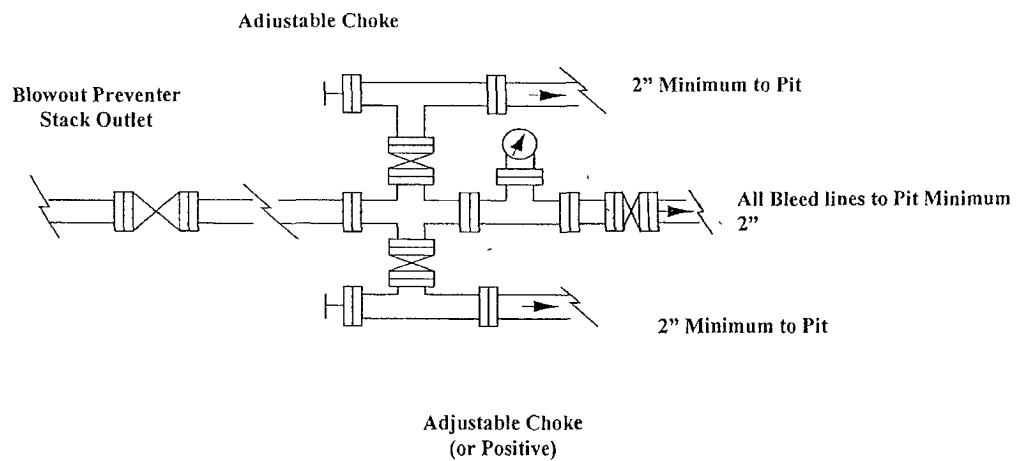 Adiustable Choke
Blowout Preventer
Stack Outlet
2" Minimum to Pit
All Bleed lines to Pit Minimum
2"
2" Minimum to Pit
Adjustable Choke
(or Positive)